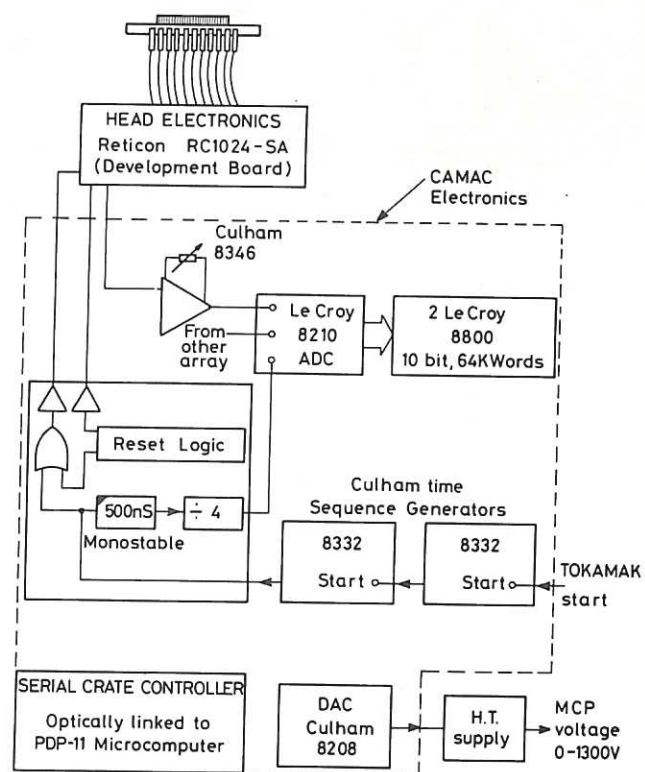 HEAD ELECTRONICS
Reticon RC1024-SA
(Development Board)
CAMAC
Electronics
Culham
8346
Le Croy
8210
ADC
2 Le Croy
8800
10 bit, 64KWords
From
other
array
Reset Logic
500nS
÷ 4
Monostable
Culham time
Sequence Generators
8332
Start
8332
Start
TOKAMAK
start
SERIAL CRATE CONTROLLER
Optically linked to
PDP-11 Microcomputer
DAC
Culham
8208
H.T.
supply
MCP
voltage
0-1300V